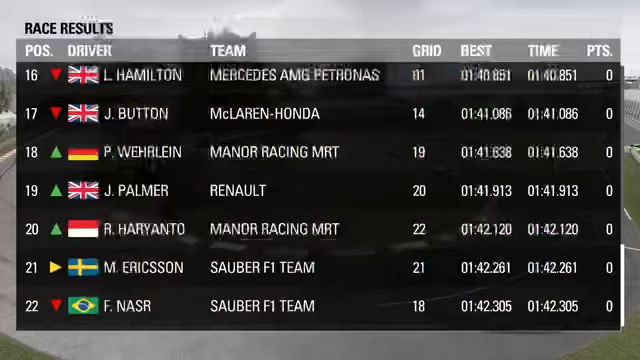 RACE RESULTS
POS. DRIVER TEAM GRID BEST TIME PTS.
16 L. HAMILTON MERCEDES AMG PETRONAS 01:40.851 01:40.851 0
17 J. BUTTON McLAREN-HONDA 14 01:41.086 01:41.086 0
18 P. WEHRLEIN MANOR RACING MRT 19 01:41.638 01:41.638 0
19 J. PALMER RENAULT 20 01:41.913 01:41.913 0
20 R. HARYANTO MANOR RACING MRT 22 01:42.120 01:42.120 0
21 M. ERICSSON SAUBER F1 TEAM 21 01:42.261 01:42.261 0
22 F. NASR SAUBER F1 TEAM 18 01:42.305 01:42.305 0